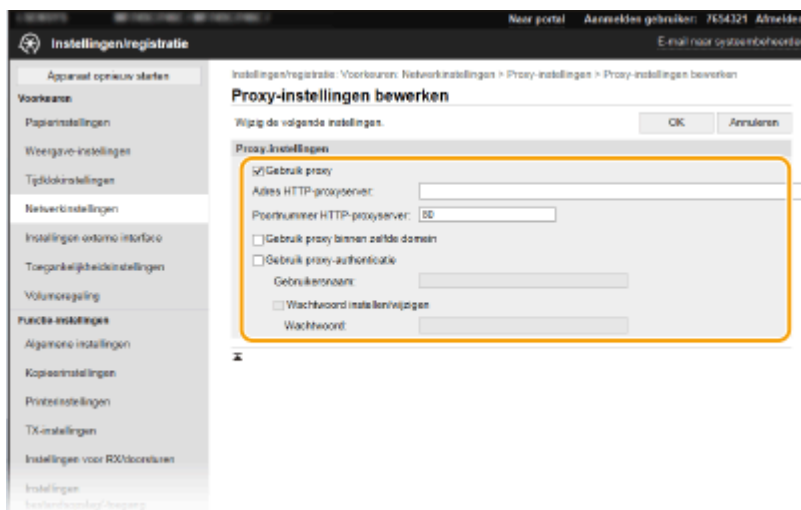 Naar portal Aanmelden gebruiker: 7654321 Afmelden
Instellingen/registratie
E-mail naar systeembeheerde
Apparaat opnieuw starten
Voorkeuren
Papierinstellingen
Weergave-instellingen
Tijdklokinstellingen
Netwerkinstellingen
Instellingen externe interface
Toegankelijkheidsinstellingen
Volumeregeling
Functie-instellingen
Algemene instellingen
Kopieerinstellingen
Printerinstellingen
TX-instellingen
Instellingen voor RX/doorsturen
Instellingen
Instellingen/registratie: Voorkeuren: Netwerkinstellingen > Proxy-instellingen > Proxy-instellingen bewerken
Proxy-instellingen bewerken
Wijzig de volgende instellingen.
OK
Annuleren
Proxy-instellingen
Gebruik proxy
Adres HTTP-proxyserver:
Poortnummer HTTP-proxyserver: 80
Gebruik proxy binnen zelfde domein
Gebruik proxy-authenticatie
Gebruikersnaam:
Wachtwoord instellen/wijzigen
Wachtwoord: